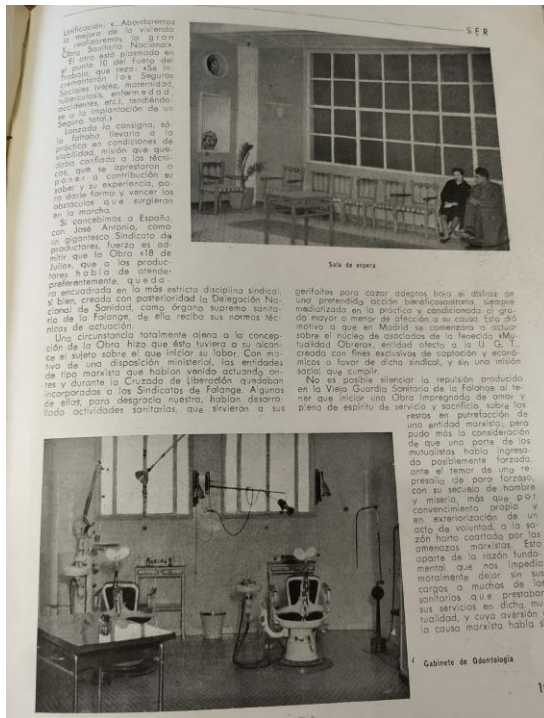 SER
tificación: «...Abordaremos
la mejora de la vivienda
y realizaremos la gran
Obra Sanitaria Nacional».
El otro está plasmado en
el punto 10 del Fuero del
Trabajo, que reza: «Se in-
crementarán los Seguros
Sociales (vejez, maternidad,
tuberculosis, enfermedad,
accidentes, etc.), tendiéndo-
se a la implantación de un
Seguro total.»
Lanzada la consigna, só-
lo faltaba llevarla a la
práctica en condiciones de
viabilidad, misión que que-
daba confiada a los técni-
cos, que se aprestaron a
poner a contribución su
saber y su experiencia, pa-
ra darle forma y vencer los
obstáculos que surgieran
en la marcha.
Si concebimos a España,
con José Antonio, como
un gigantesco Sindicato de
productores, fuerza es ad-
mitir que la Obra «18 de
Julio», que a los produc-
tores había de atender
preferentemente, queda-
ra encuadrada en la más estricta disciplina sindical,
si bien, creada con posterioridad la Delegación Na-
cional de Sanidad, como órgano supremo sanita-
rio de la Falange, de ella reciba sus normas téc-
nicas de actuación.
Una circunstancia totalmente ajena a la concep-
ción de la Obra hizo que ésta tuviera a su alcan-
ce el sujeto sobre el que iniciar su labor. Con mo-
tivo de una disposición ministerial, las entidades
de tipo marxista que habían venido actuando an-
tes y durante la Cruzada de Liberación quedaban
incorporadas a los Sindicatos de Falange. Algunas
de ellas, para desgracia nuestra, habían desarro-
llado actividades sanitarias, que sirvieron a sus
Sala de espera
gerifaltes para cazar adeptos bajo el disfraz de
una pretendida acción benéficosanitaria, siempre
mediatizada en la práctica y condicionada al gra-
do mayor o menor de afección a su causa. Esto dió
motivo a que en Madrid se comenzara a actuar
sobre el núcleo de asociados de la fenecida «Mu-
tualidad Obrera», entidad afecta a la U. G. T.,
creada con fines exclusivos de captación y econó-
micos a favor de dicha sindical, y sin una misión
social que cumplir.
No es posible silenciar la repulsión producida
en la Vieja Guardia Sanitaria de la Falange al te-
ner que iniciar una Obra impregnada de amor y
pleno de espíritu de servicio y sacrificio sobre los
restos en putrefacción de
una entidad marxista; pero
pudo más la consideración
de que una parte de los
mutualistas había ingresa-
do posiblemente forzada,
ante el temor de una re-
presalia de paro forzoso,
con su secuela de hambre
y miseria, más que por
convencimiento propio y
en exteriorización de un
acto de voluntad, a la sa-
zón harto coartada por las
amenazas marxistas. Esto
aparte de la razón funda-
mental que nos impedía
moralmente dejar sin sus
cargos a muchos de los
sanitarios que prestaban
sus servicios en dicha mu-
tualidad, y cuya aversión a
la causa marxista había s
Gabinete de Odontología